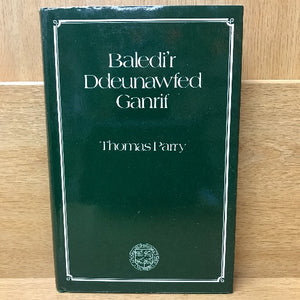 Baledi'r
Ddeunawfed
Ganrif
Thomas Parry